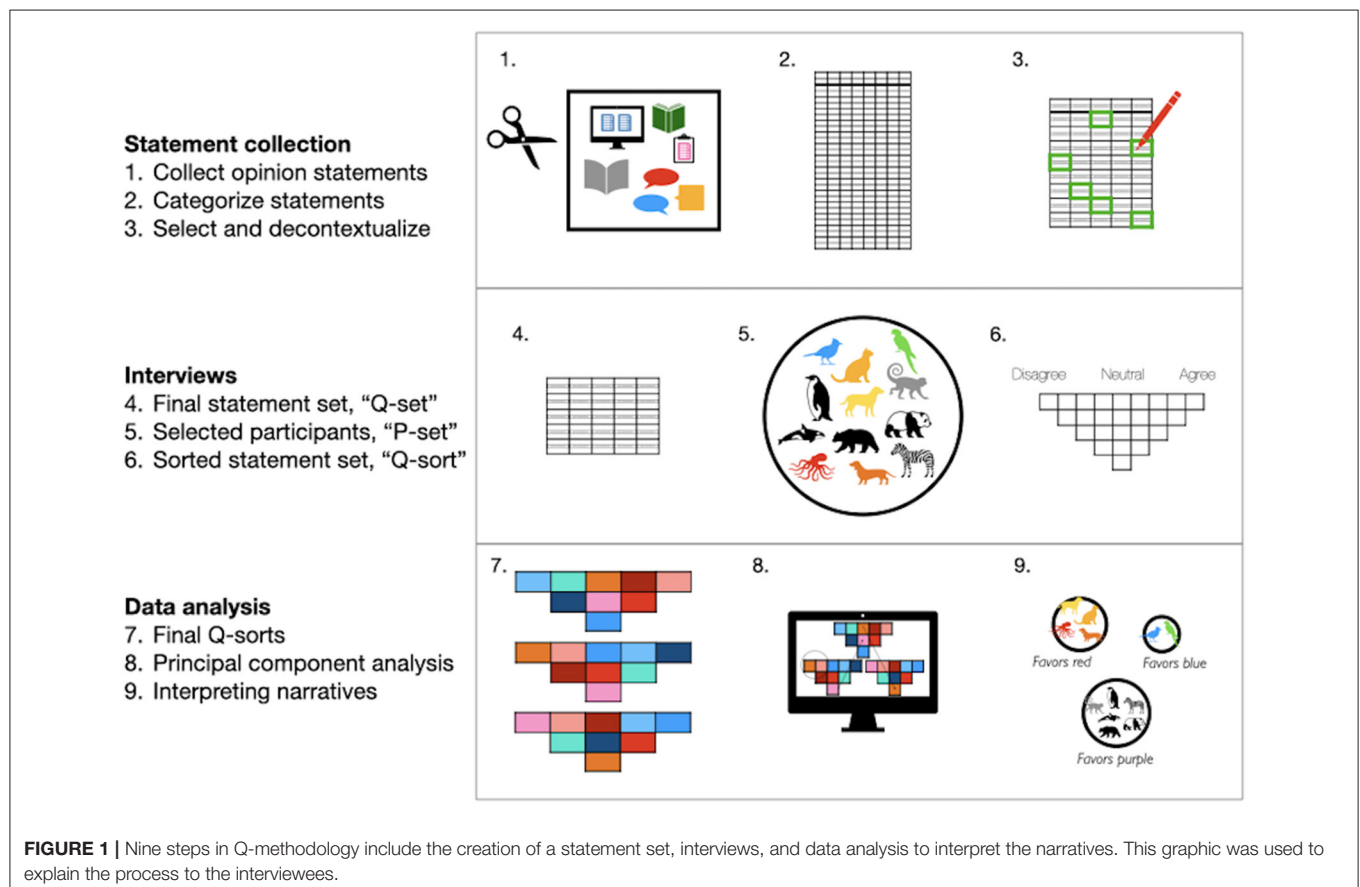 Statement collection
1. Collect opinion statements
2. Categorize statements
3. Select and decontextualize
1.
2.
3.
Interviews
4. Final statement set, “Q-set”
5. Selected participants, “P-set”
6. Sorted statement set, “Q-sort”
4.
5.
6.
Disagree Neutral Agree
Data analysis
7. Final Q-sorts
8. Principal component analysis
9. Interpreting narratives
7.
8.
9.
Favors red
Favors blue
Favors purple
FIGURE 1 | Nine steps in Q-methodology include the creation of a statement set, interviews, and data analysis to interpret the narratives. This graphic was used to
explain the process to the interviewees.